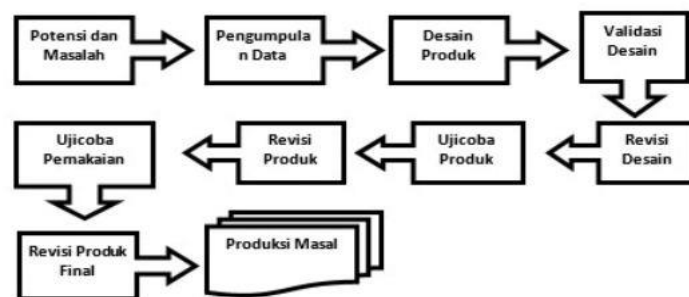 Potensi dan
Masalah
Pengumpula
n Data
Desain
Produk
Validasi
Desain
Revisi
Desain
Ujicoba
Produk
Revisi
Produk
Ujicoba
Pemakaian
Revisi Produk
Final
Produksi Masal